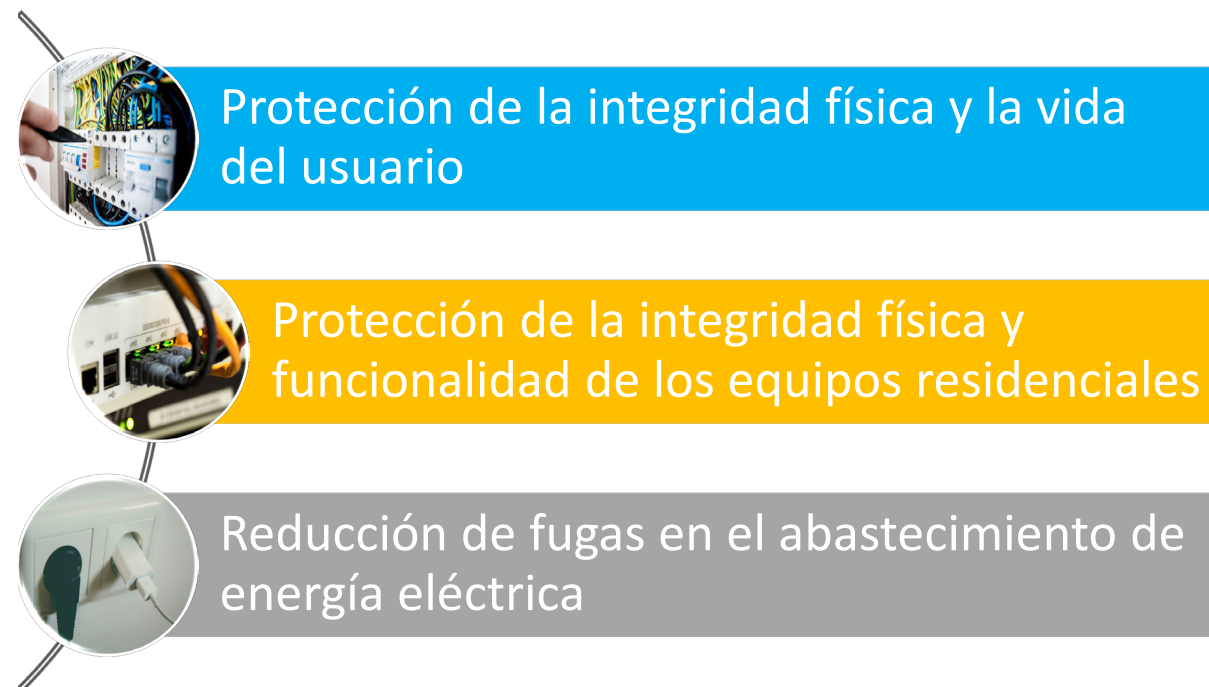 Protección de la integridad física y la vida
del usuario
Protección de la integridad física y
funcionalidad de los equipos residenciales
Reducción de fugas en el abastecimiento de
energía eléctrica